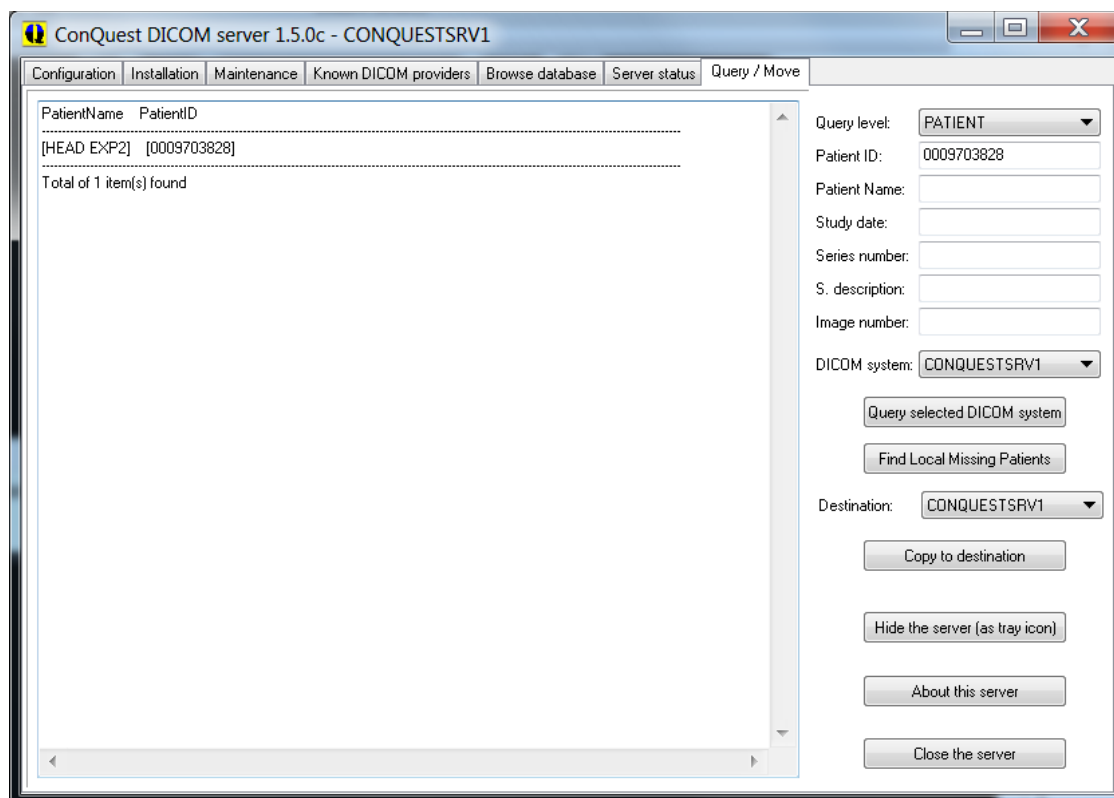 ConQuest DICOM server 1.5.0c - CONQUESTSRV1
Configuration Installation Maintenance Known DICOM providers Browse database Server status Query / Move
PatientName PatientID
[HEAD EXP2] [0009703828]
Total of 1 item(s) found
Query level: PATIENT
Patient ID: 0009703828
Patient Name:
Study date:
Series number:
S. description:
Image number:
DICOM system: CONQUESTSRV1
Query selected DICOM system
Find Local Missing Patients
Destination: CONQUESTSRV1
Copy to destination
Hide the server (as tray icon)
About this server
Close the server